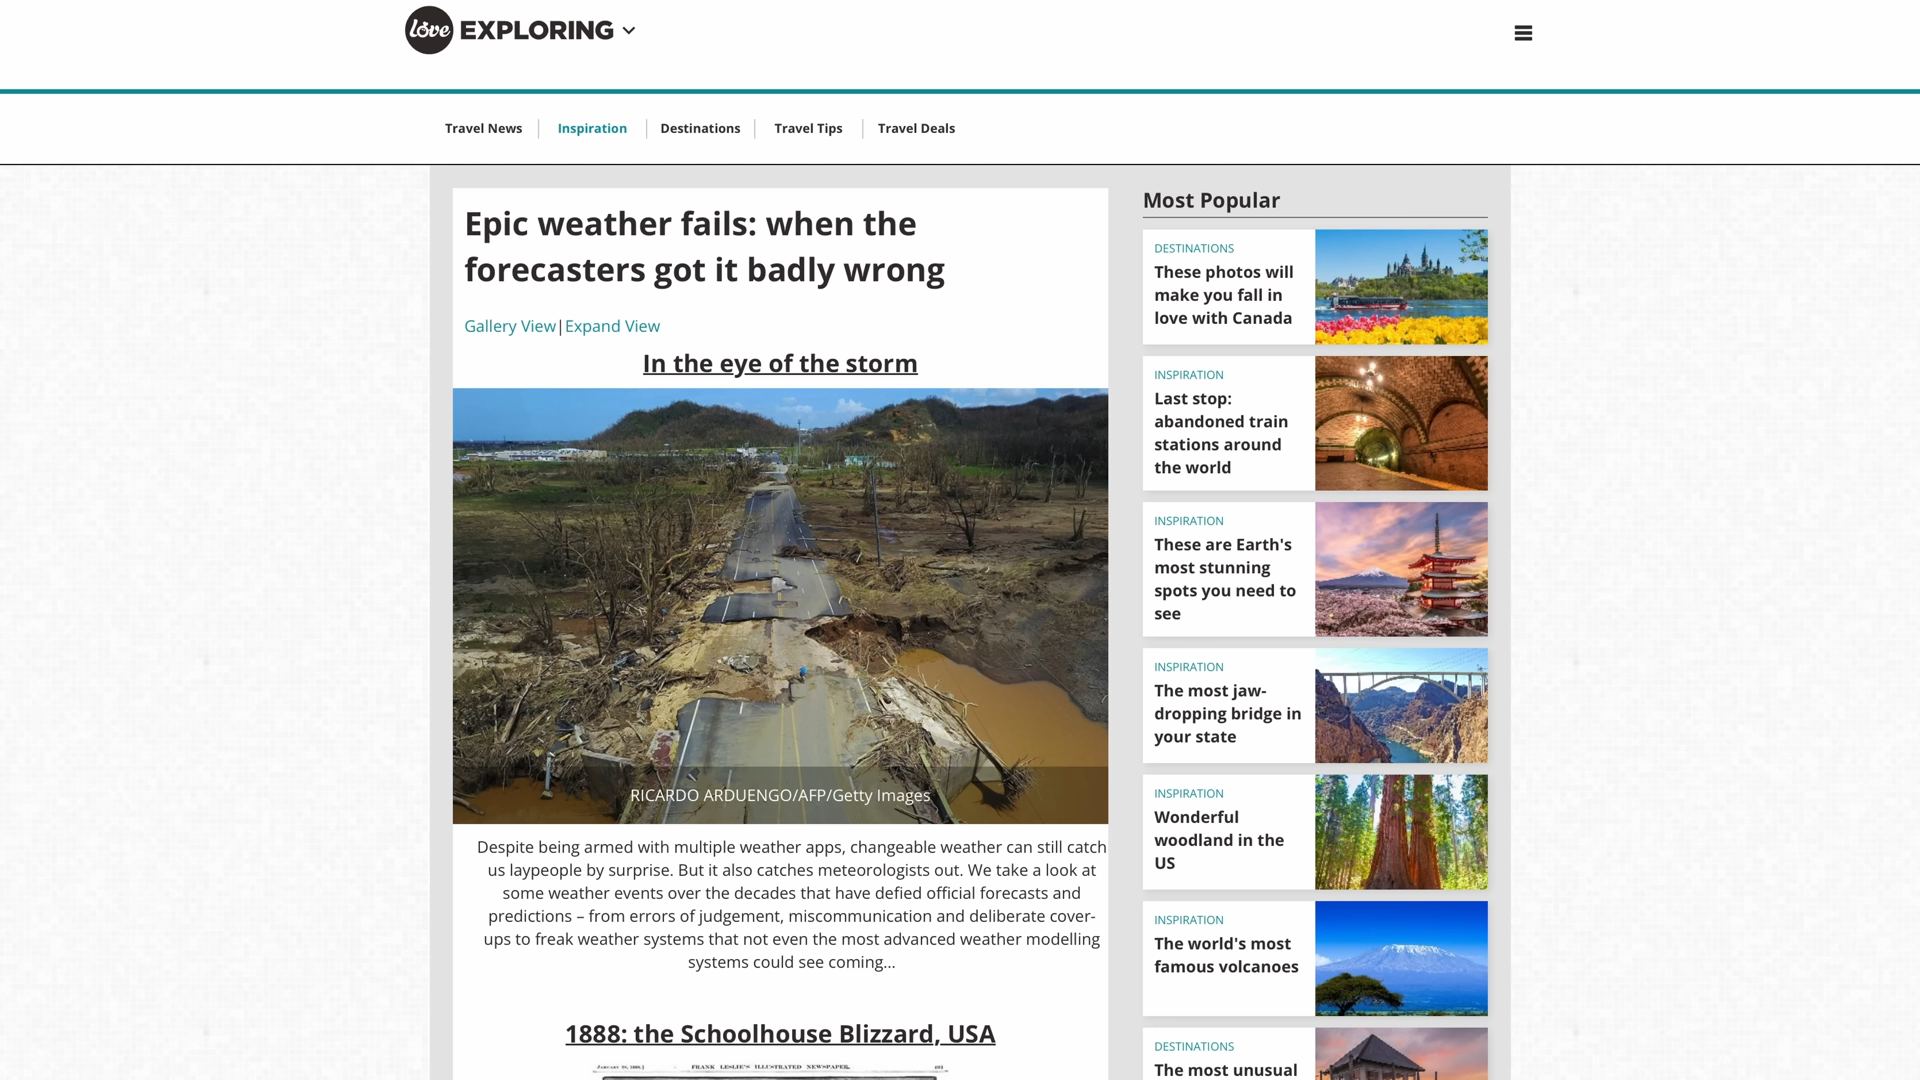 love EXPLORING
Travel News
Inspiration
Destinations
Travel Tips
Travel Deals
Epic weather fails: when the
forecasters got it badly wrong
Gallery View|Expand View
In the eye of the storm
RICARDO ARDUENGO/AFP/Getty Images
Despite being armed with multiple weather apps, changeable weather can still catch
us laypeople by surprise. But it also catches meteorologists out. We take a look at
some weather events over the decades that have defied official forecasts and
predictions – from errors of judgement, miscommunication and deliberate cover-
ups to freak weather systems that not even the most advanced weather modelling
systems could see coming...
1888: the Schoolhouse Blizzard, USA
JANUARY 28, 1888.] FRANK LESLIE'S ILLUSTRATED NEWSPAPER.
Most Popular
DESTINATIONS
These photos will
make you fall in
love with Canada
INSPIRATION
Last stop:
abandoned train
stations around
the world
INSPIRATION
These are Earth's
most stunning
spots you need to
see
INSPIRATION
The most jaw-
dropping bridge in
your state
INSPIRATION
Wonderful
woodland in the
US
INSPIRATION
The world's most
famous volcanoes
DESTINATIONS
The most unusual